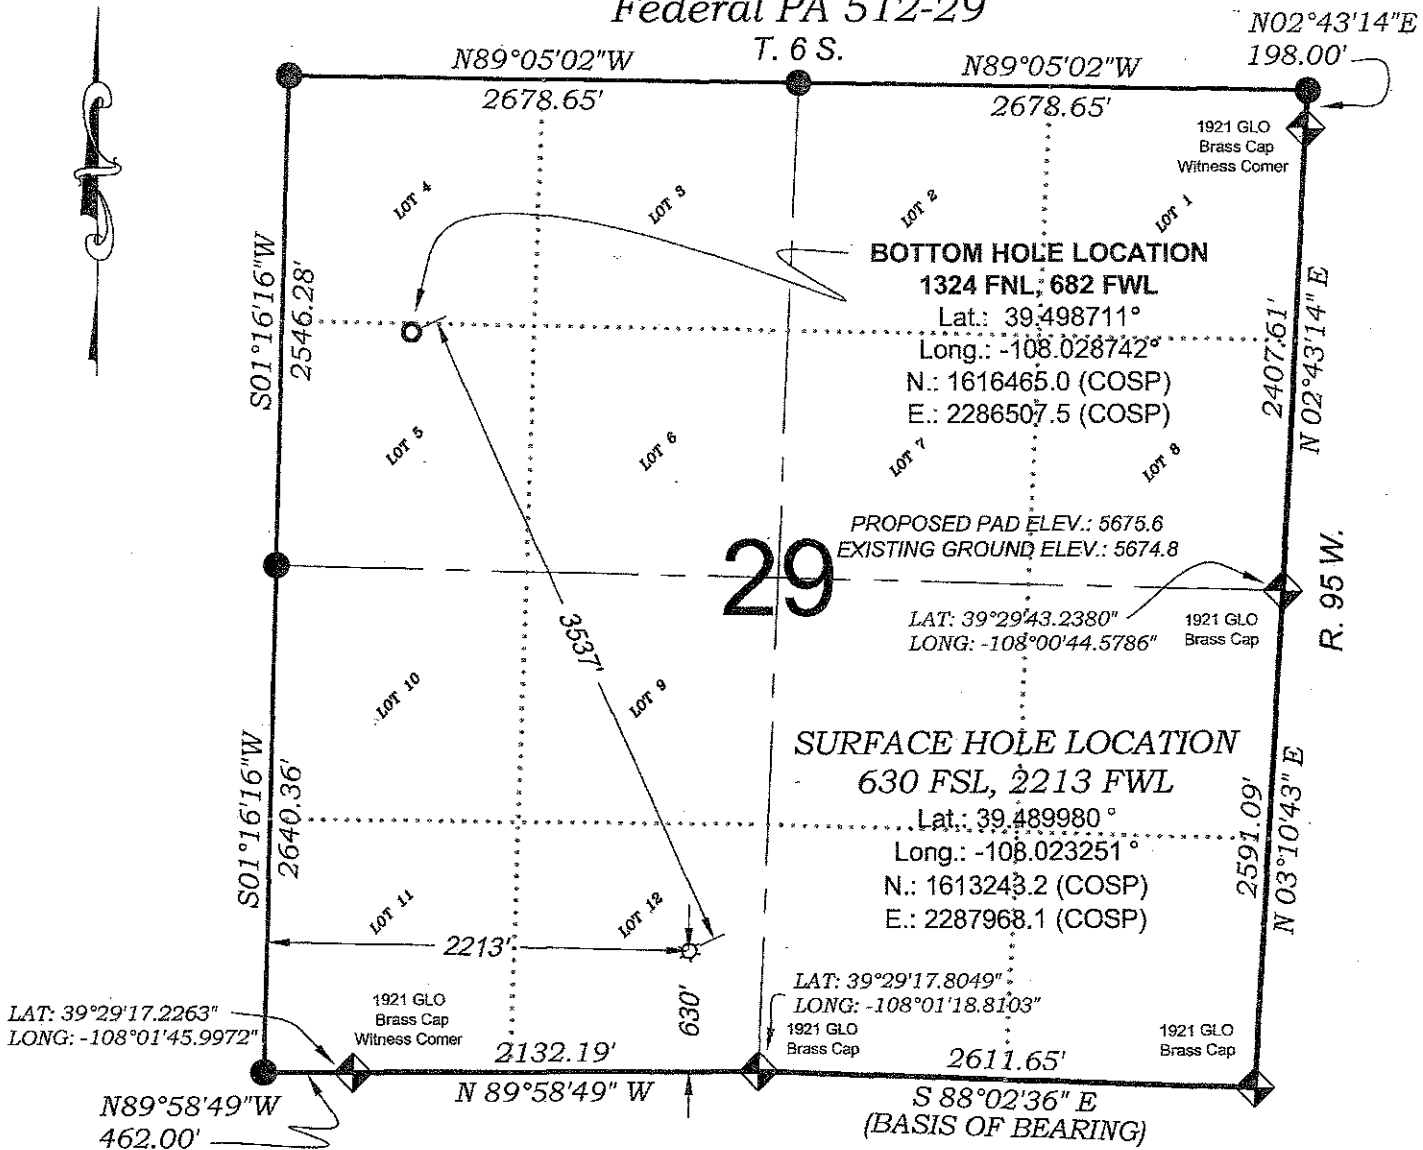 Federal PA 512-29
T. 6 S.
N02°43'14"E
198.00'
N89°05'02"W
2678.65'
N89°05'02"W
2678.65'
1921 GLO
Brass Cap
Witness Corner
LOT 4
LOT 3
LOT 2
LOT 1
BOTTOM HOLE LOCATION
1324 FNL, 682 FWL
Lat.: 39.498711°
Long.: -108.028742°
N.: 1616465.0 (COSP)
E.: 2286507.5 (COSP)
S01°16'16"W
2546.28'
2407.61'
N 02°43'14" E
LOT 5
LOT 6
LOT 7
LOT 8
PROPOSED PAD ELEV.: 5675.6
EXISTING GROUND ELEV.: 5674.8
29
R. 95 W.
LAT: 39°29'43.2380"
LONG: -108°00'44.5786"
1921 GLO
Brass Cap
3537'
LOT 10
LOT 9
SURFACE HOLE LOCATION
630 FSL, 2213 FWL
Lat.: 39.489980°
Long.: -108.023251°
N.: 1613243.2 (COSP)
E.: 2287968.1 (COSP)
S01°16'16"W
2640.36'
2591.09'
N 03°10'43" E
LOT 11
LOT 12
2213'
630'
LAT: 39°29'17.2263"
LONG: -108°01'45.9972"
1921 GLO
Brass Cap
Witness Corner
LAT: 39°29'17.8049"
LONG: -108°01'18.8103"
1921 GLO
Brass Cap
1921 GLO
Brass Cap
2132.19'
N 89°58'49" W
2611.65'
S 88°02'36" E
(BASIS OF BEARING)
N89°58'49"W
462.00'